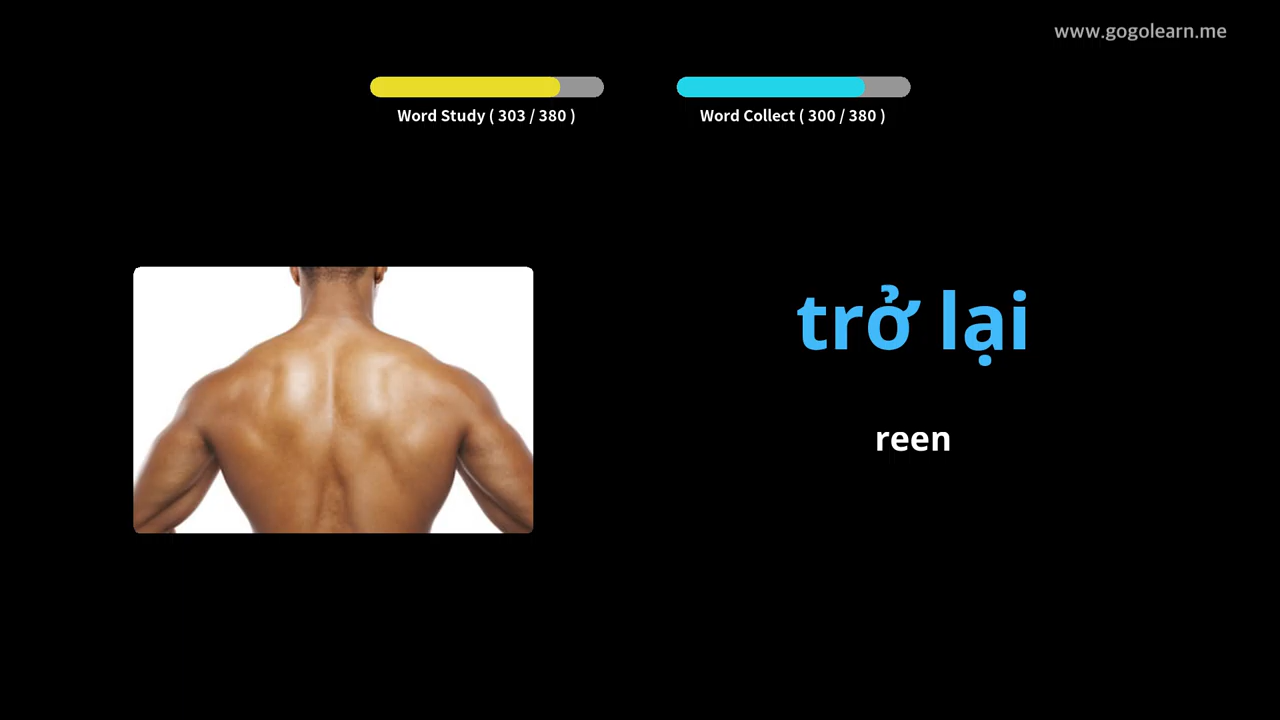 www.gogolearn.me
Word Study ( 303 / 380 )
Word Collect ( 300 / 380 )
trở lại
reen